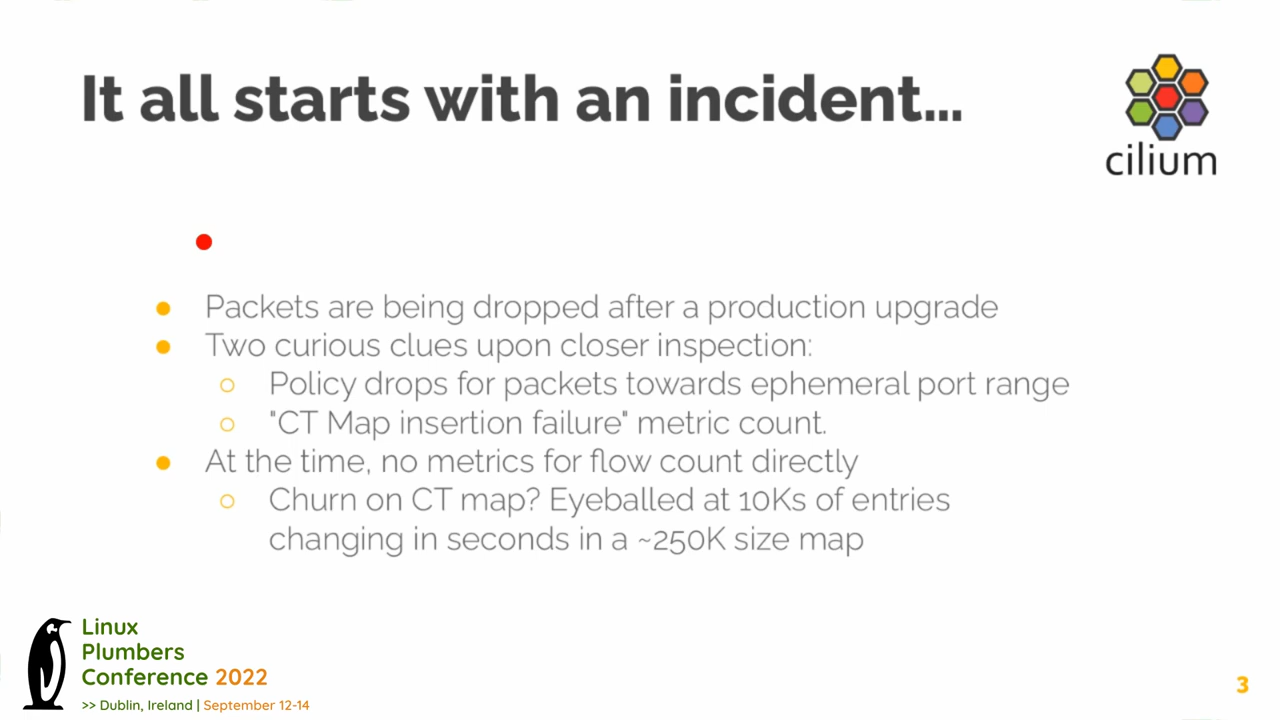 It all starts with an incident...
cilium
Packets are being dropped after a production upgrade
Two curious clues upon closer inspection:
Policy drops for packets towards ephemeral port range
"CT Map insertion failure" metric count.
At the time, no metrics for flow count directly
Churn on CT map? Eyeballed at 10Ks of entries
changing in seconds in a ~250K size map
Linux
Plumbers
Conference 2022
>> Dublin, Ireland | September 12-14
3